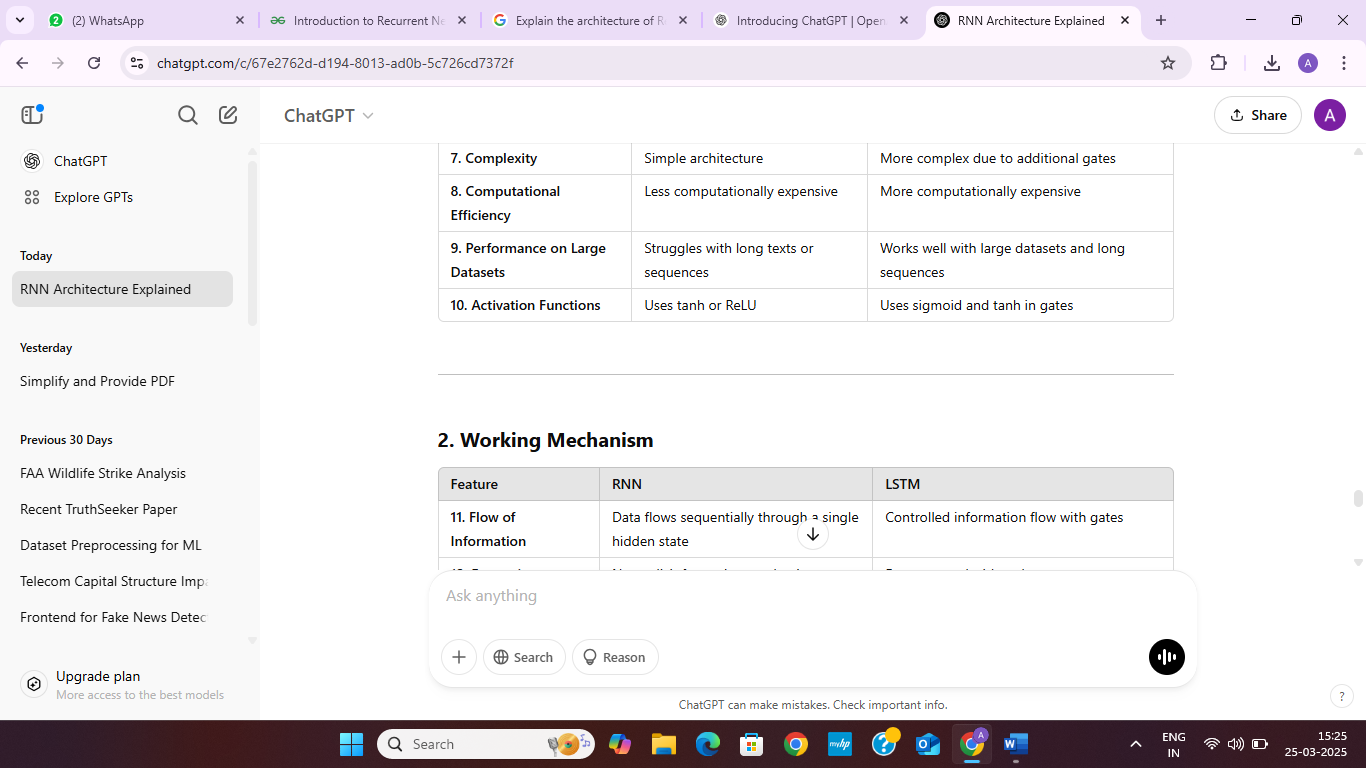 (2) WhatsApp
Introduction to Recurrent Ne
Explain the architecture of R
Introducing ChatGPT | Open
RNN Architecture Explained
chatgpt.com/c/67e2762d-d194-8013-ad0b-5c726cd7372f
A
ChatGPT
Share
A
ChatGPT
Explore GPTs
Today
RNN Architecture Explained
Yesterday
Simplify and Provide PDF
Previous 30 Days
FAA Wildlife Strike Analysis
Recent TruthSeeker Paper
Dataset Preprocessing for ML
Telecom Capital Structure Imp
Frontend for Fake News Detec
Upgrade plan
More access to the best models
7. Complexity Simple architecture More complex due to additional gates
8. Computational Less computationally expensive More computationally expensive
Efficiency
9. Performance on Large Struggles with long texts or Works well with large datasets and long
Datasets sequences sequences
10. Activation Functions Uses tanh or ReLU Uses sigmoid and tanh in gates
2. Working Mechanism
Feature RNN LSTM
11. Flow of Data flows sequentially through a single Controlled information flow with gates
Information hidden state
Ask anything
Search
Reason
ChatGPT can make mistakes. Check important info.
?
Search
myhp
A
ENG
IN
15:25
25-03-2025